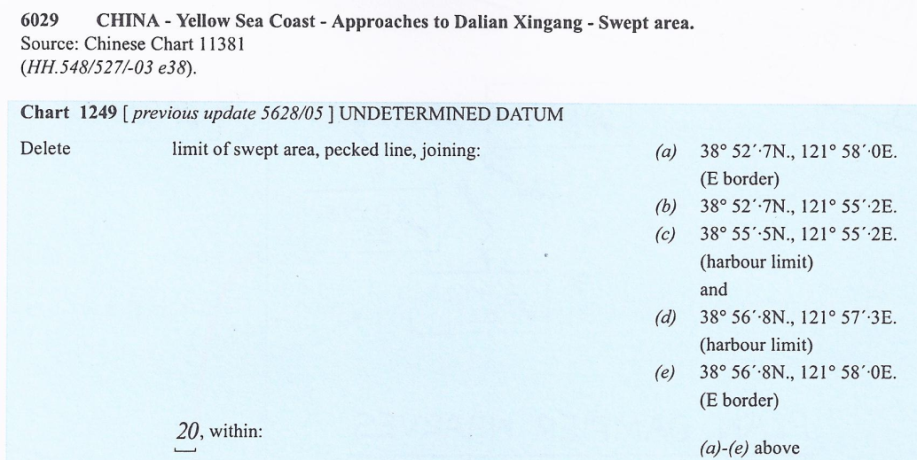 6029 CHINA - Yellow Sea Coast - Approaches to Dalian Xingang - Swept area.
Source: Chinese Chart 11381
(HH.548/527/-03 e38).
Chart 1249 [ previous update 5628/05 ] UNDETERMINED DATUM
Delete limit of swept area, pecked line, joining: (a) 38° 52´·7N., 121° 58´·0E.
(E border)
(b) 38° 52´·7N., 121° 55´·2E.
(c) 38° 55´·5N., 121° 55´·2E.
(harbour limit)
and
(d) 38° 56´·8N., 121° 57´·3E.
(harbour limit)
(e) 38° 56´·8N., 121° 58´·0E.
(E border)
20, within: (a)-(e) above